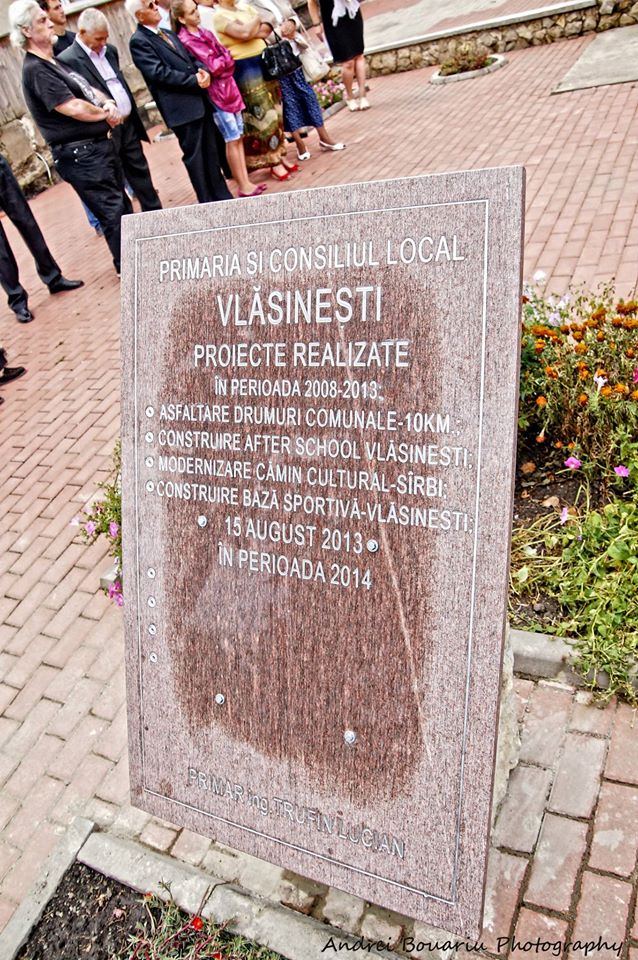 PRIMARIA SI CONSILIUL LOCAL
VLĂSINEȘTI
PROIECTE REALIZATE
ÎN PERIOADA 2008-2013:
ASFALTARE DRUMURI COMUNALE-10KM.;
CONSTRUIRE AFTER SCHOOL VLĂSINEȘTI;
MODERNIZARE CĂMIN CULTURAL-SÎRBI;
CONSTRUIRE BAZĂ SPORTIVĂ-VLĂSINEȘTI;
15 AUGUST 2013
ÎN PERIOADA 2014
PRIMAR ing. TRUFIN LUCIAN
Andrei Bouariu Photography